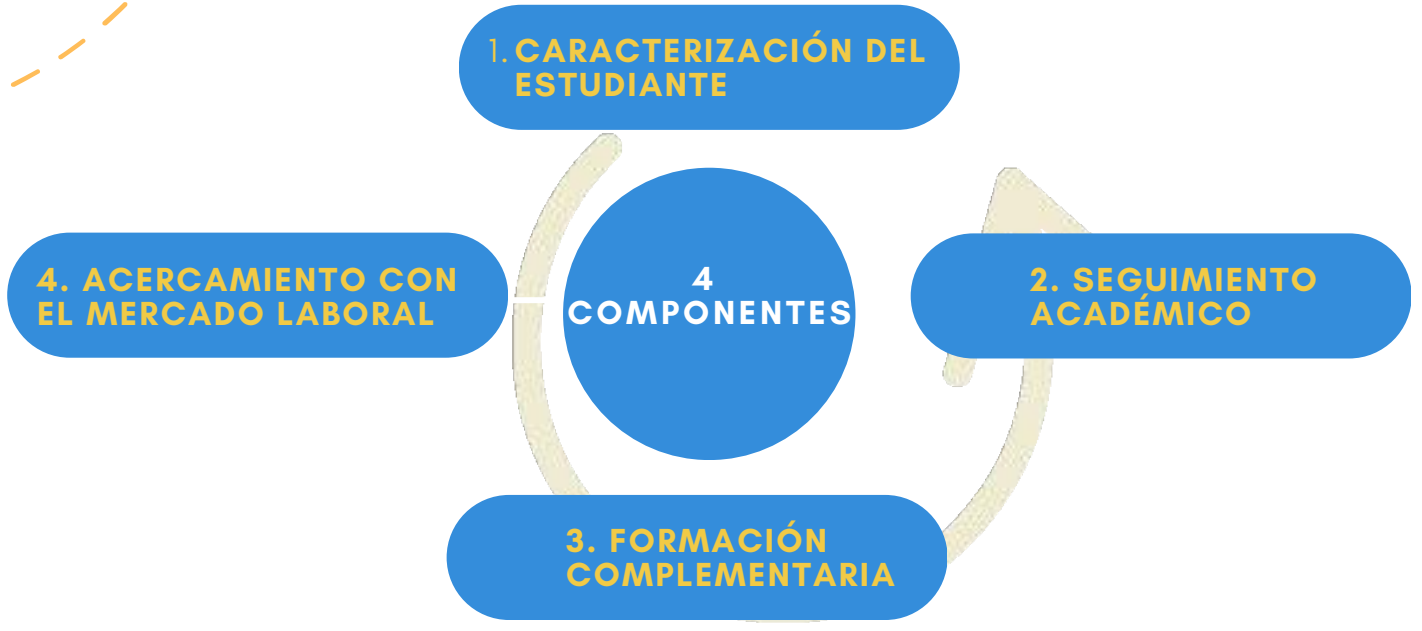 1. CARACTERIZACIÓN DEL
ESTUDIANTE
4
COMPONENTES
2. SEGUIMIENTO
ACADÉMICO
3. FORMACIÓN
COMPLEMENTARIA
4. ACERCAMIENTO CON
EL MERCADO LABORAL